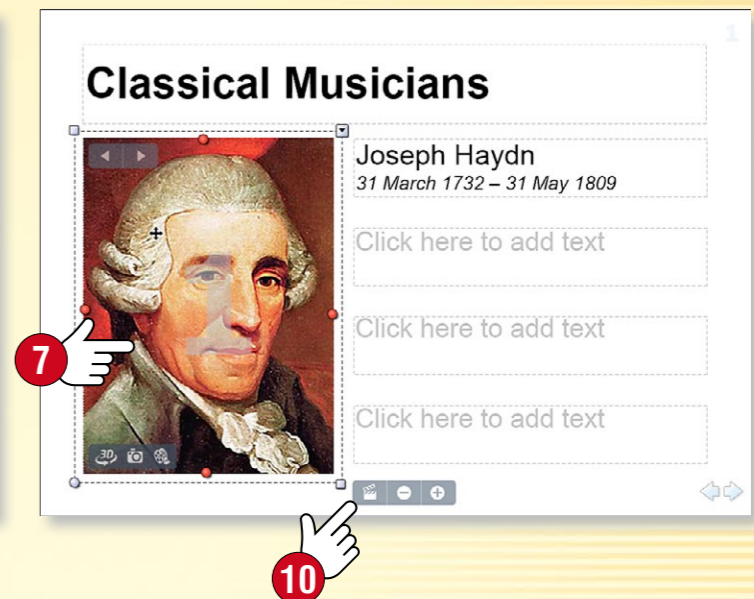 1
Classical Musicians
Joseph Haydn
31 March 1732 – 31 May 1809
Click here to add text
Click here to add text
Click here to add text
3D
7
10